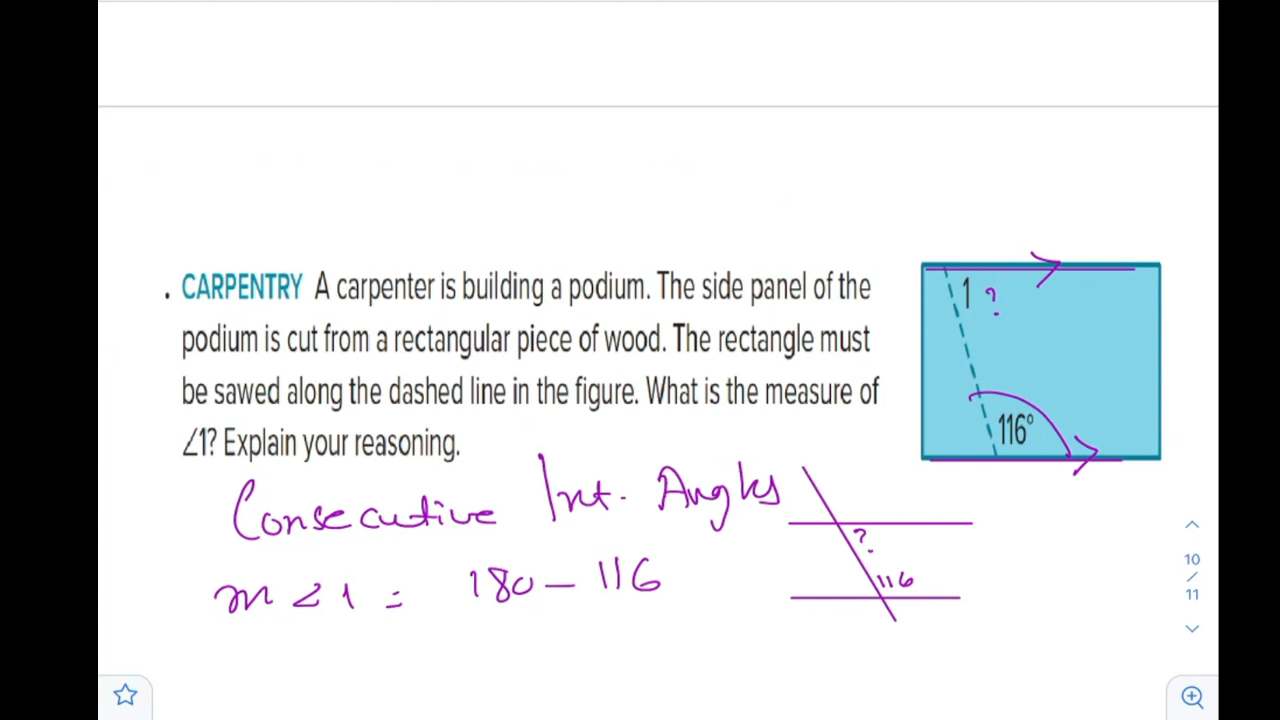 . CARPENTRY A carpenter is building a podium. The side panel of the
podium is cut from a rectangular piece of wood. The rectangle must
be sawed along the dashed line in the figure. What is the measure of
∠1? Explain your reasoning.
1 ?
116°
Consecutive Int. Angles
m ∠ 1 = 180 – 116
?
116
10
/
11